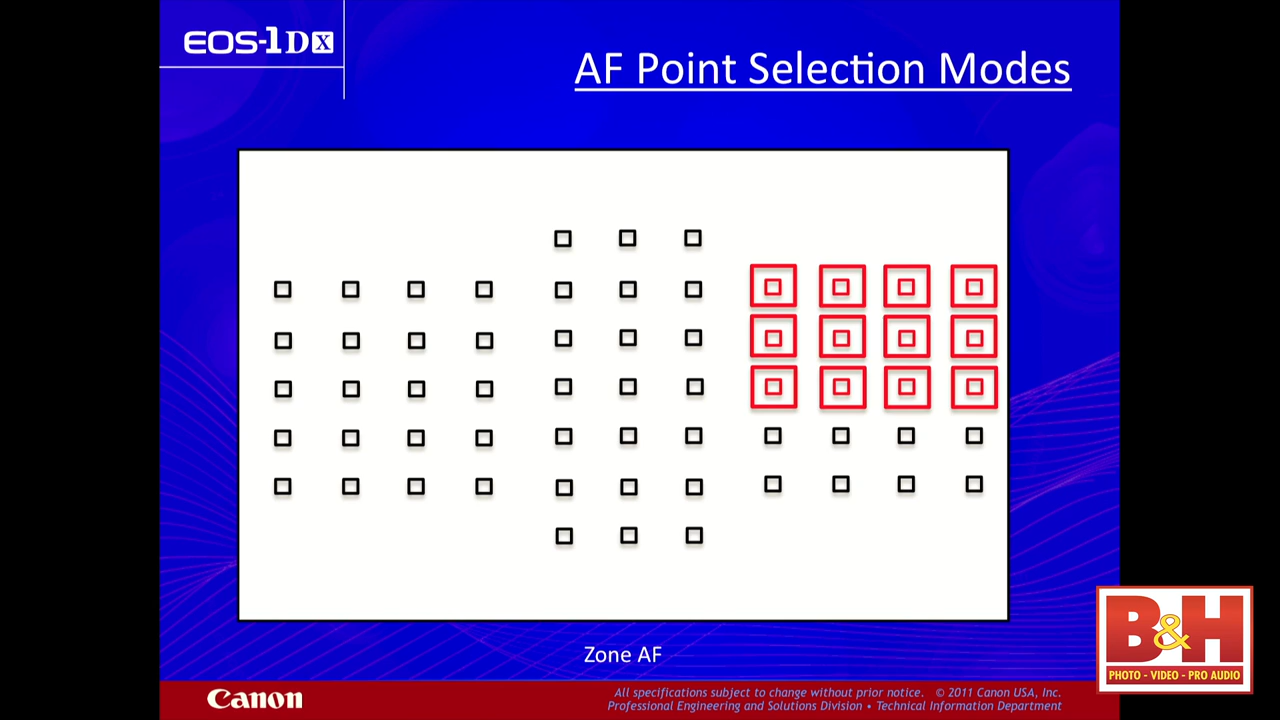 EOS-1DX
AF Point Selection Modes
Zone AF
Canon
All specifications subject to change without prior notice. © 2011 Canon USA, Inc.
Professional Engineering and Solutions Division • Technical Information Department
B&H
PHOTO - VIDEO - PRO AUDIO